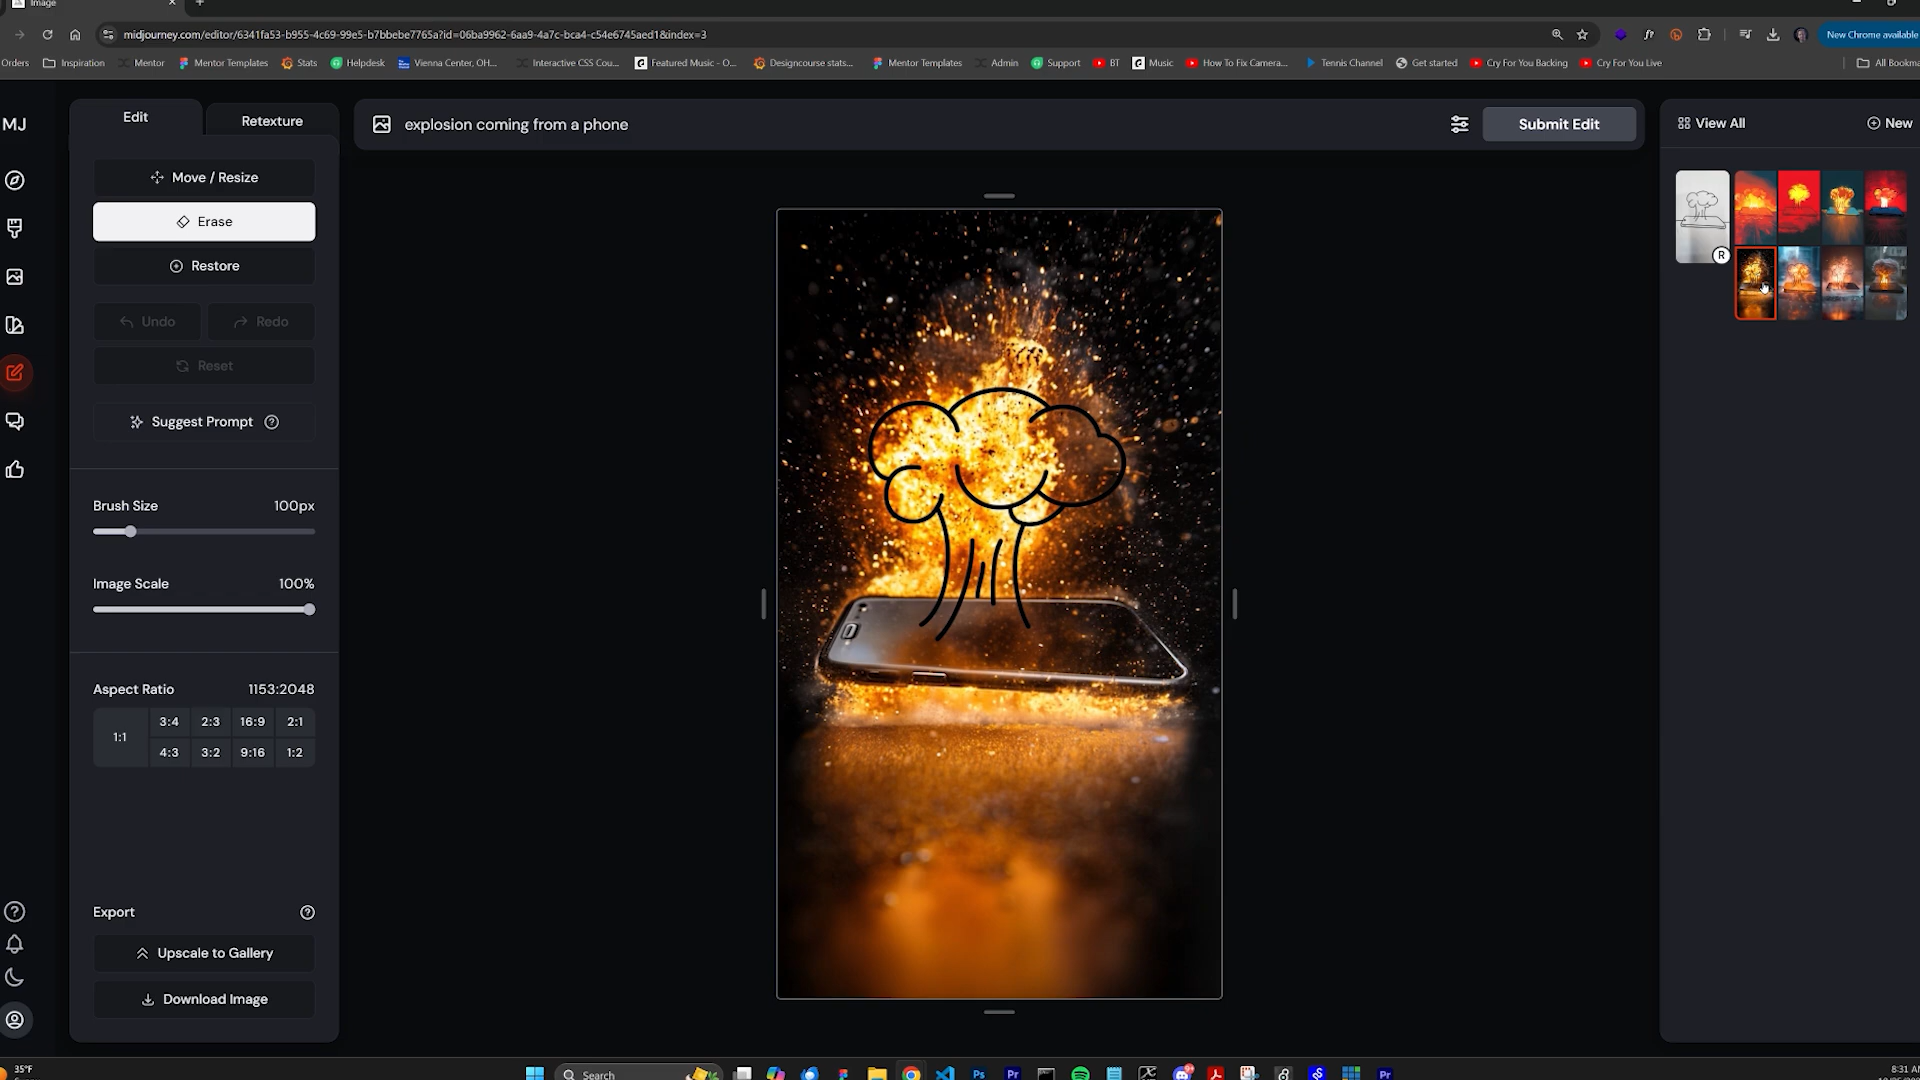 Image
midjourney.com/editor/6341fa53-b955-4c69-99e5-b7bbebe7765a?id=06ba9962-6aa9-4a7c-bca4-c54e6745aed1&index=3
New Chrome available
Orders Inspiration Mentor Mentor Templates Stats Helpdesk Vienna Center, OH... Interactive CSS Cou... Featured Music - O... Designcourse stats... Mentor Templates Admin Support BT Music How To Fix Camera... Tennis Channel Get started Cry For You Backing Cry For You Live All Bookma
MJ
Edit
Retexture
explosion coming from a phone
Submit Edit
View All
New
Move / Resize
Erase
Restore
Undo
Redo
Reset
Suggest Prompt
R
Brush Size 100px
Image Scale 100%
Aspect Ratio 1153:2048
1:1
3:4 2:3 16:9 2:1
4:3 3:2 9:16 1:2
Export
Upscale to Gallery
Download Image
35°F
Search
8:31 AM